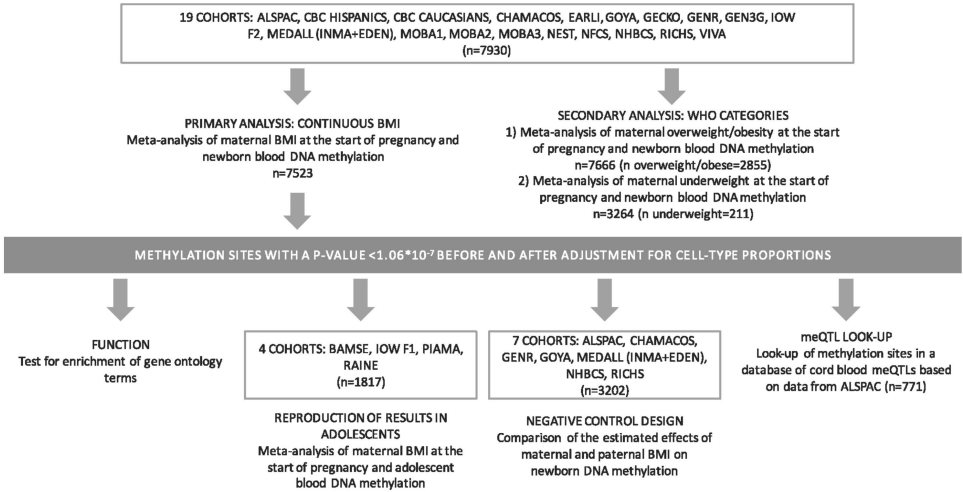 19 COHORTS: ALSPAC, CBC HISPANICS, CBC CAUCASIANS, CHAMACOS, EARLI, GOYA, GECKO, GENR, GEN3G, IOW
F2, MEDALL (INMA+EDEN), MOBA1, MOBA2, MOBA3, NEST, NFCS, NHBCS, RICHS, VIVA
(n=7930)
PRIMARY ANALYSIS: CONTINUOUS BMI
Meta-analysis of maternal BMI at the start of pregnancy and
newborn blood DNA methylation
n=7523
SECONDARY ANALYSIS: WHO CATEGORIES
1) Meta-analysis of maternal overweight/obesity at the start
of pregnancy and newborn blood DNA methylation
n=7666 (n overweight/obese=2855)
2) Meta-analysis of maternal underweight at the start of
pregnancy and newborn blood DNA methylation
n=3264 (n underweight=211)
METHYLATION SITES WITH A P-VALUE <1.06*10⁻⁷ BEFORE AND AFTER ADJUSTMENT FOR CELL-TYPE PROPORTIONS
FUNCTION
Test for enrichment of gene ontology
terms
4 COHORTS: BAMSE, IOW F1, PIAMA,
RAINE
(n=1817)
REPRODUCTION OF RESULTS IN
ADOLESCENTS
Meta-analysis of maternal BMI at the
start of pregnancy and adolescent
blood DNA methylation
7 COHORTS: ALSPAC, CHAMACOS,
GENR, GOYA, MEDALL (INMA+EDEN),
NHBCS, RICHS
(n=3202)
NEGATIVE CONTROL DESIGN
Comparison of the estimated effects of
maternal and paternal BMI on
newborn DNA methylation
meQTL LOOK-UP
Look-up of methylation sites in a
database of cord blood meQTLs based
on data from ALSPAC (n=771)